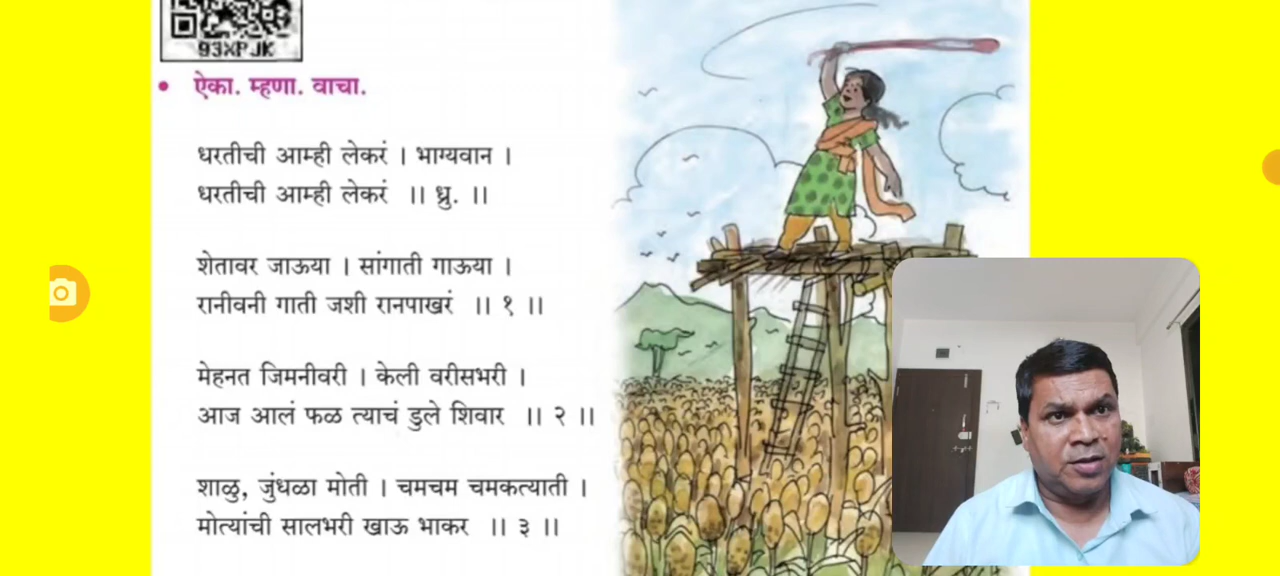 93XPJK
• ऐका. म्हणा. वाचा.
धरतीची आम्ही लेकरं । भाग्यवान ।
धरतीची आम्ही लेकरं ॥ ध्रु. ॥
शेतावर जाऊया । सांगाती गाऊया ।
रानीवनी गाती जशी रानपाखरं ॥ १ ॥
मेहनत जिमनीवरी । केली वरीसभरी ।
आज आलं फळ त्याचं डुले शिवार ॥ २ ॥
शाळु, जुंधळा मोती । चमचम चमकत्याती ।
मोत्यांची सालभरी खाऊ भाकर ॥ ३ ॥